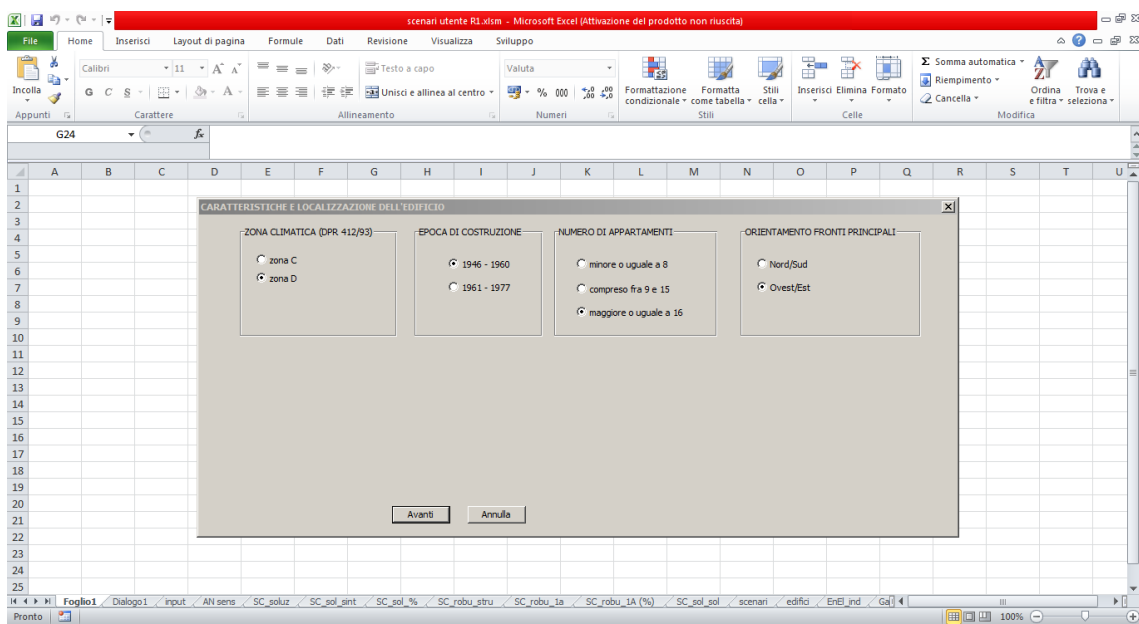 scenari utente R1.xlsm - Microsoft Excel (Attivazione del prodotto non riuscita)
File Home Inserisci Layout di pagina Formule Dati Revisione Visualizza Sviluppo
Incolla
Calibri 11 A A
Testo a capo
Valuta
G C S A
Unisci e allinea al centro
% 000 ,00 ,0
Formattazione condizionale
Formatta come tabella
Stili cella
Inserisci Elimina Formato
Σ Somma automatica
Riempimento
Cancella
Ordina e filtra
Trova e seleziona
Appunti Carattere Allineamento Numeri Stili Celle Modifica
G24 fx
A B C D E F G H I J K L M N O P Q R S T U
1
2
3
4
5
6
7
8
9
10
11
12
13
14
15
16
17
18
19
20
21
22
23
24
25
CARATTERISTICHE E LOCALIZZAZIONE DELL'EDIFICIO
ZONA CLIMATICA (DPR 412/93)
zona C
zona D
EPOCA DI COSTRUZIONE
1946 - 1960
1961 - 1977
NUMERO DI APPARTAMENTI
minore o uguale a 8
compreso fra 9 e 15
maggiore o uguale a 16
ORIENTAMENTO FRONTI PRINCIPALI
Nord/Sud
Ovest/Est
Avanti Annulla
Foglio1 Dialogo1 input AN sens SC_soluz SC_sol_sint SC_sol_% SC_robu_stru SC_robu_1a SC_robu_1A (%) SC_sol_sol scenari edifici EnEl_ind
Pronto 100%